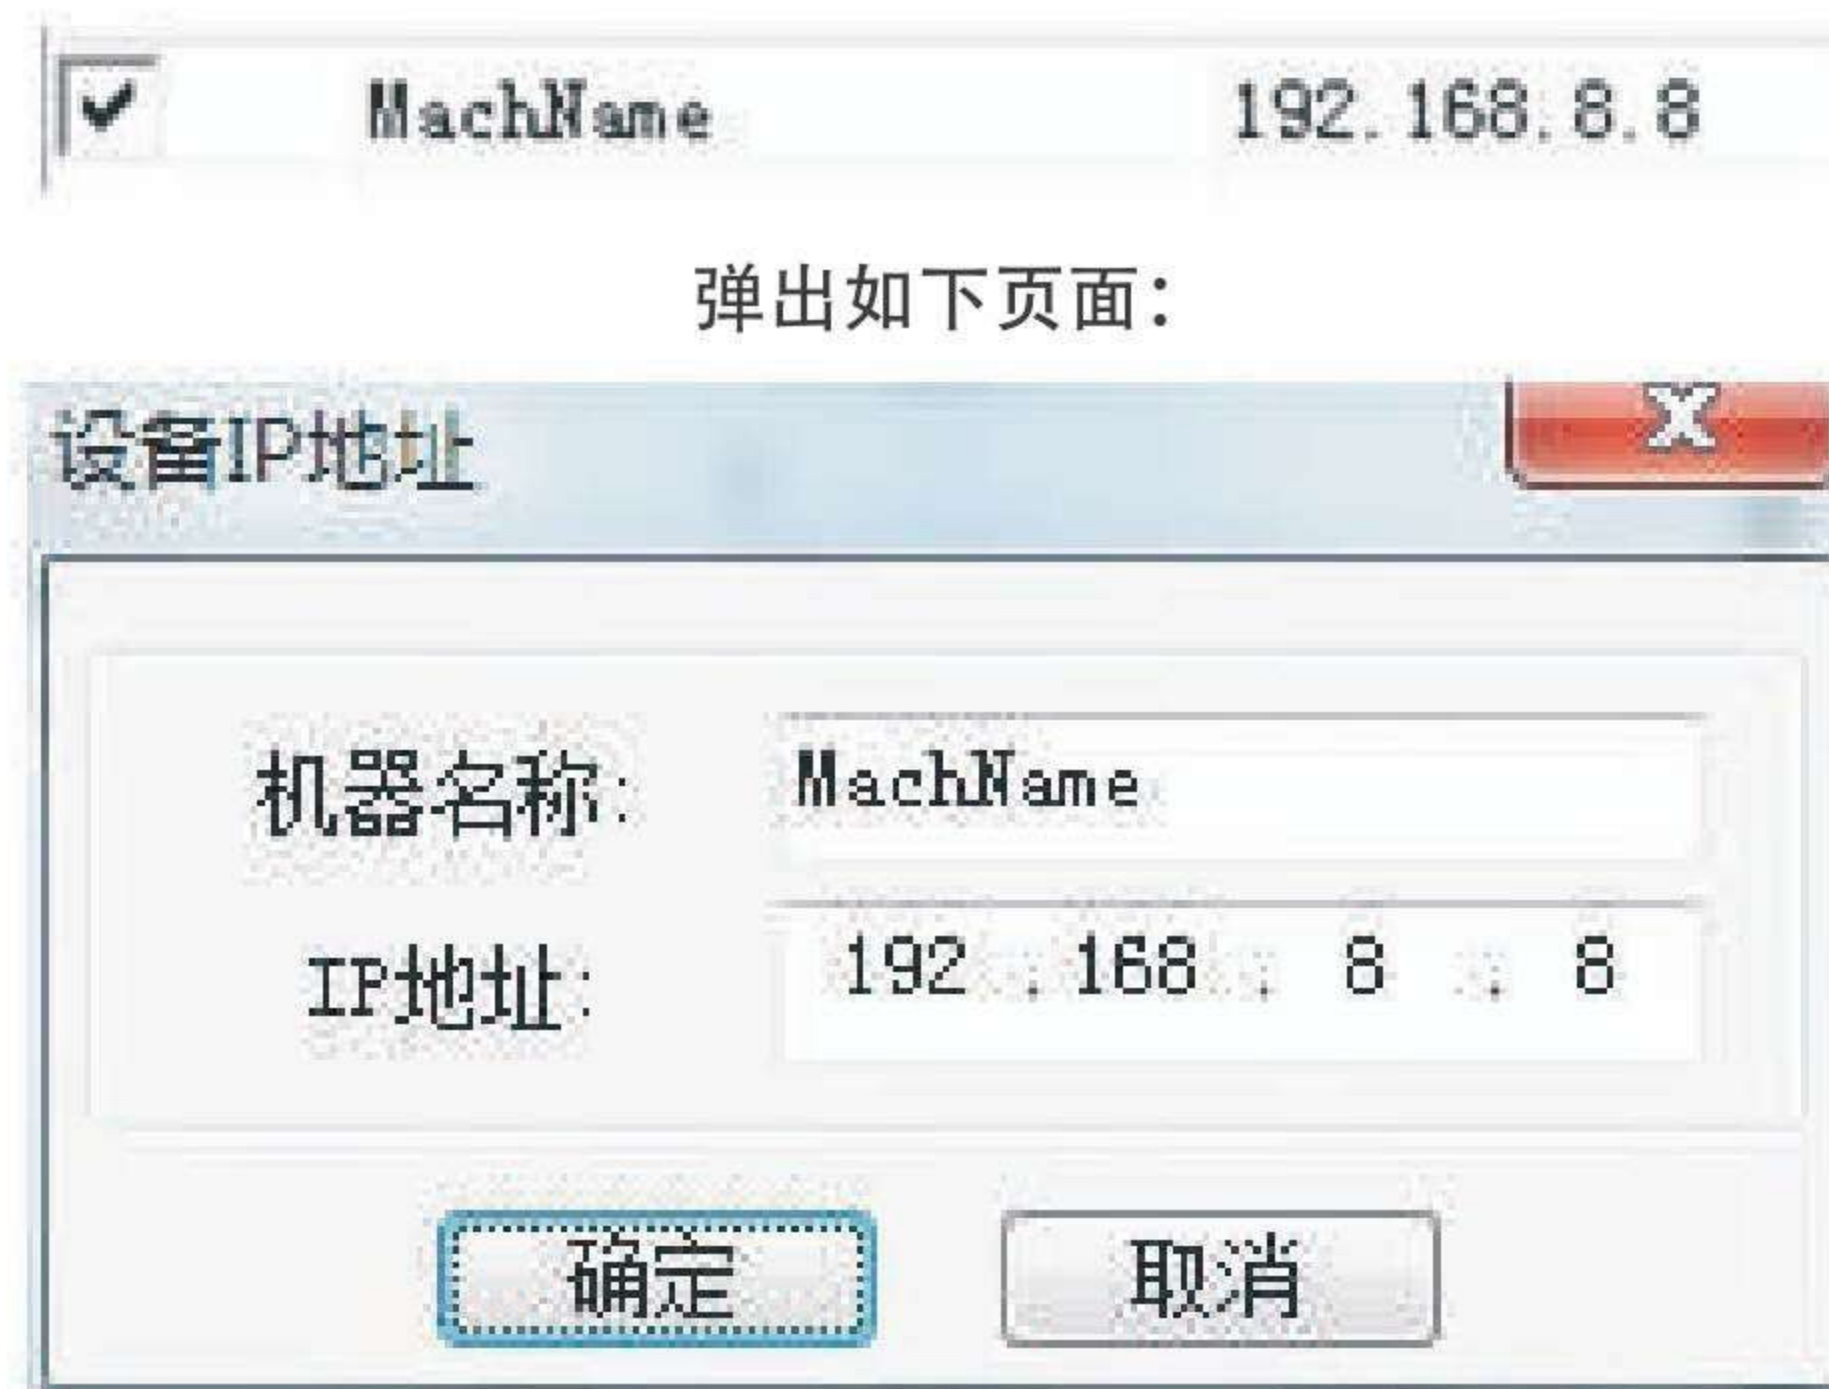 MachName 192.168.8.8
弹出如下页面：
设备IP地址
机器名称: MachName
IP地址: 192 . 168 . 8 . 8
确定 取消